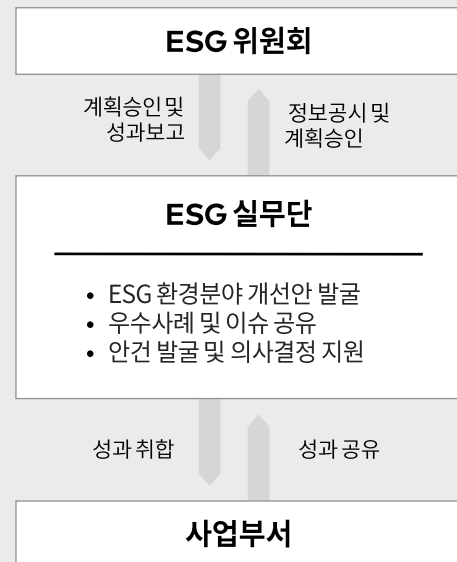 ESG 위원회
계획승인 및
성과보고
정보공시 및
계획승인
ESG 실무단
• ESG 환경분야 개선안 발굴
• 우수사례 및 이슈 공유
• 안건 발굴 및 의사결정 지원
성과 취합
성과 공유
사업부서